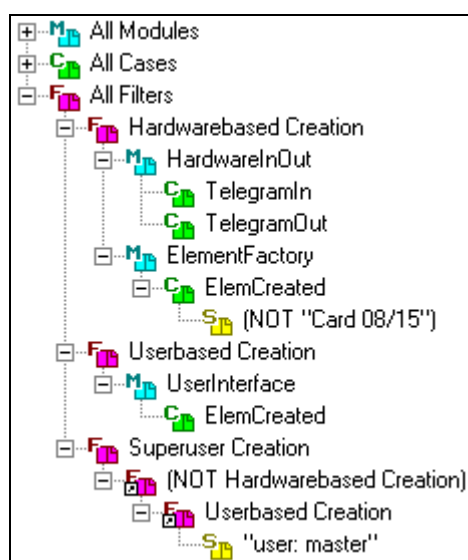 All Modules
All Cases
All Filters
Hardwarebased Creation
HardwareInOut
TelegramIn
TelegramOut
ElementFactory
ElemCreated
(NOT "Card 08/15")
Userbased Creation
UserInterface
ElemCreated
Superuser Creation
(NOT Hardwarebased Creation)
Userbased Creation
"user: master"